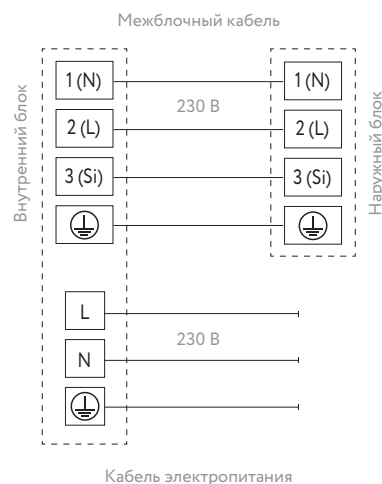 Межблочный кабель
Внутренний блок
Наружный блок
1 (N)
1 (N)
230 В
2 (L)
2 (L)
3 (Si)
3 (Si)
L
230 В
N
Кабель электропитания